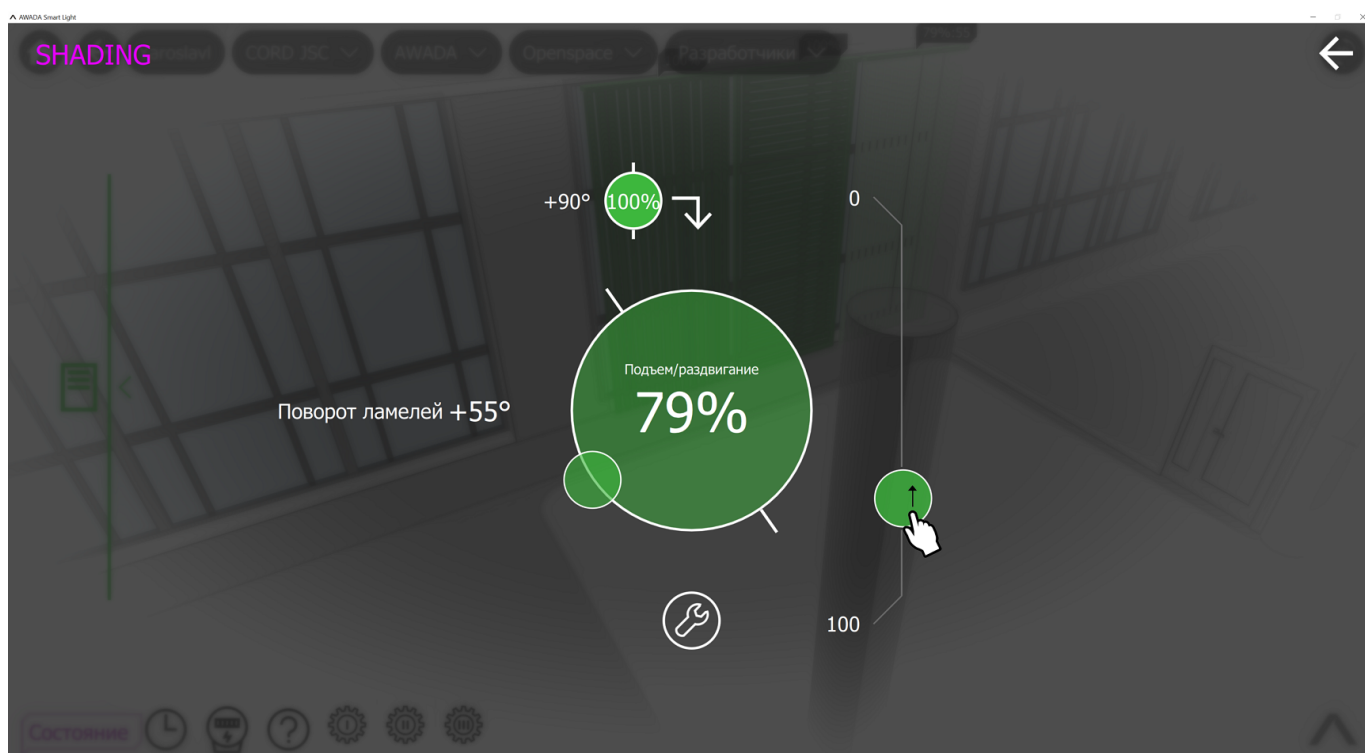 AWADA Smart Light
SHADING
CORD JSC
AWADA
Openspace
Разработчики
+90°
100%
0
Подъем/раздвигание
79%
Поворот ламелей +55°
100
Состояние